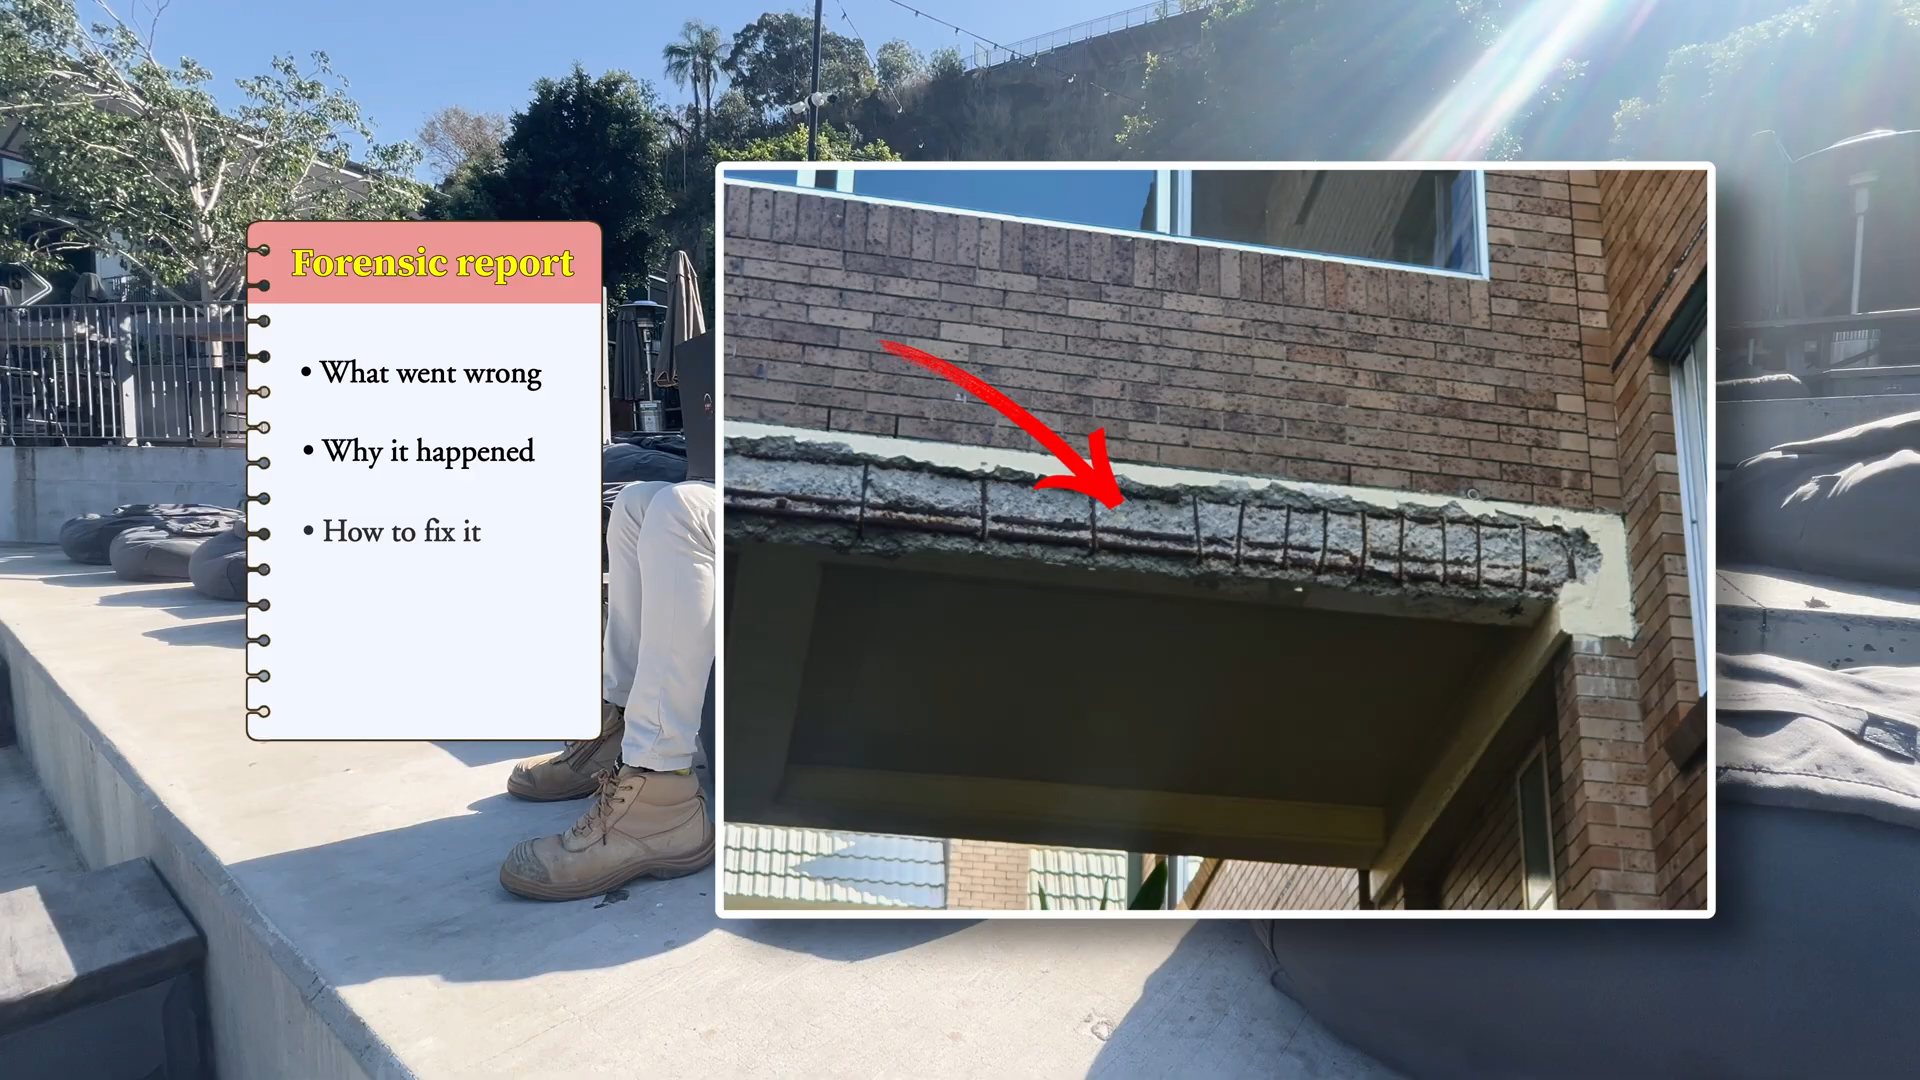 Forensic report
• What went wrong
• Why it happened
• How to fix it